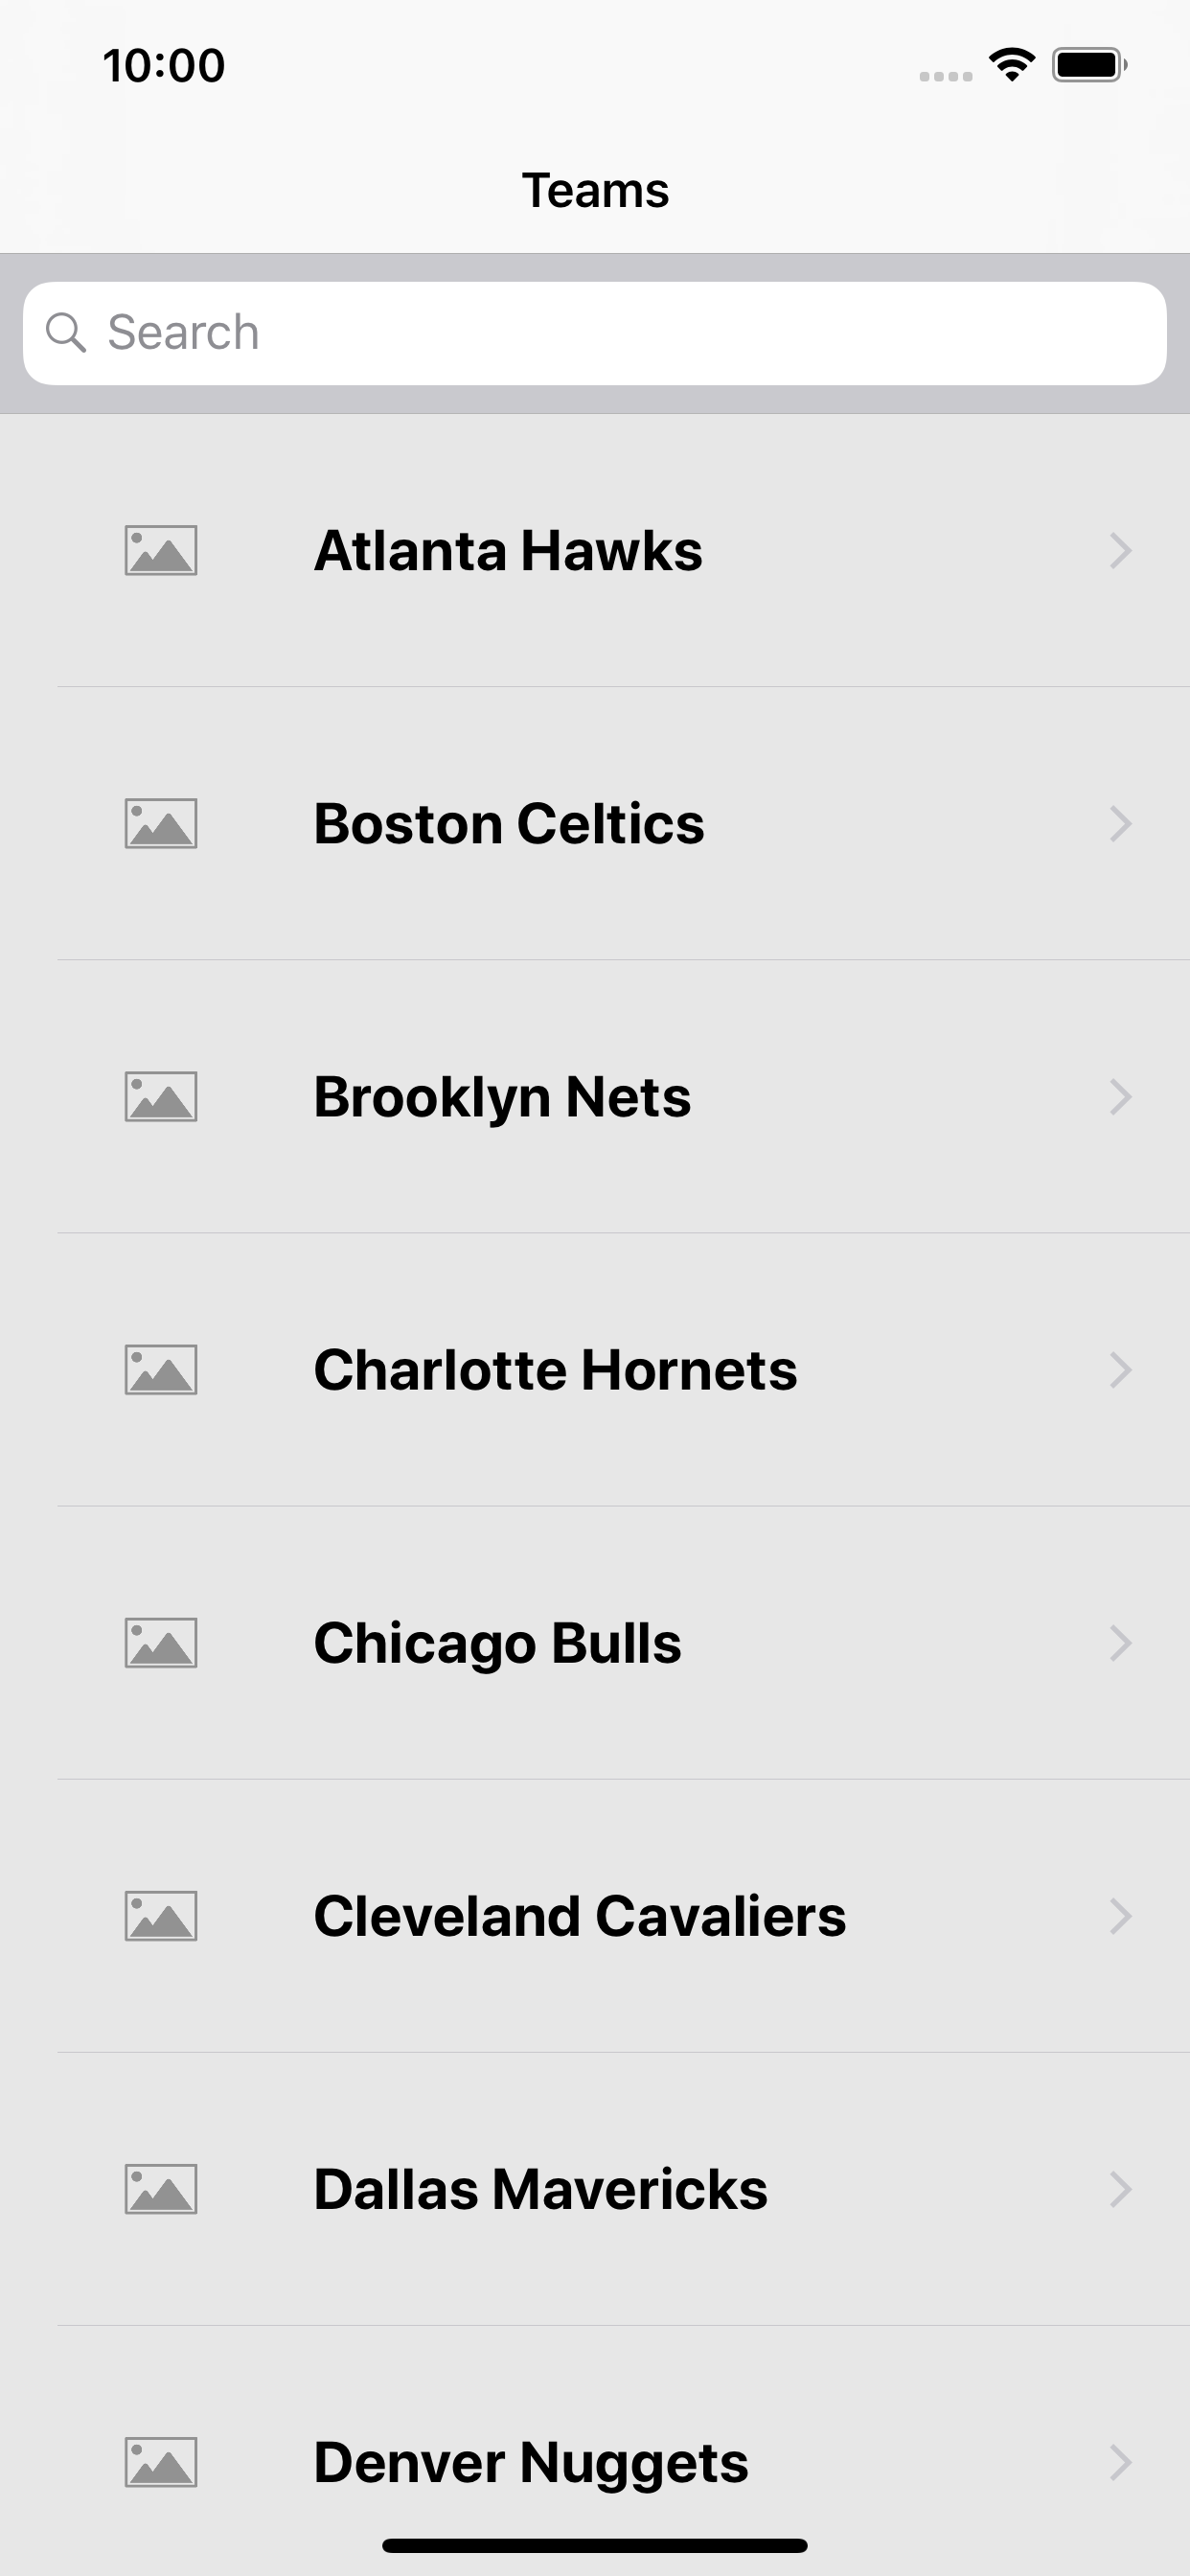 10:00
Teams
Search
Atlanta Hawks
Boston Celtics
Brooklyn Nets
Charlotte Hornets
Chicago Bulls
Cleveland Cavaliers
Dallas Mavericks
Denver Nuggets